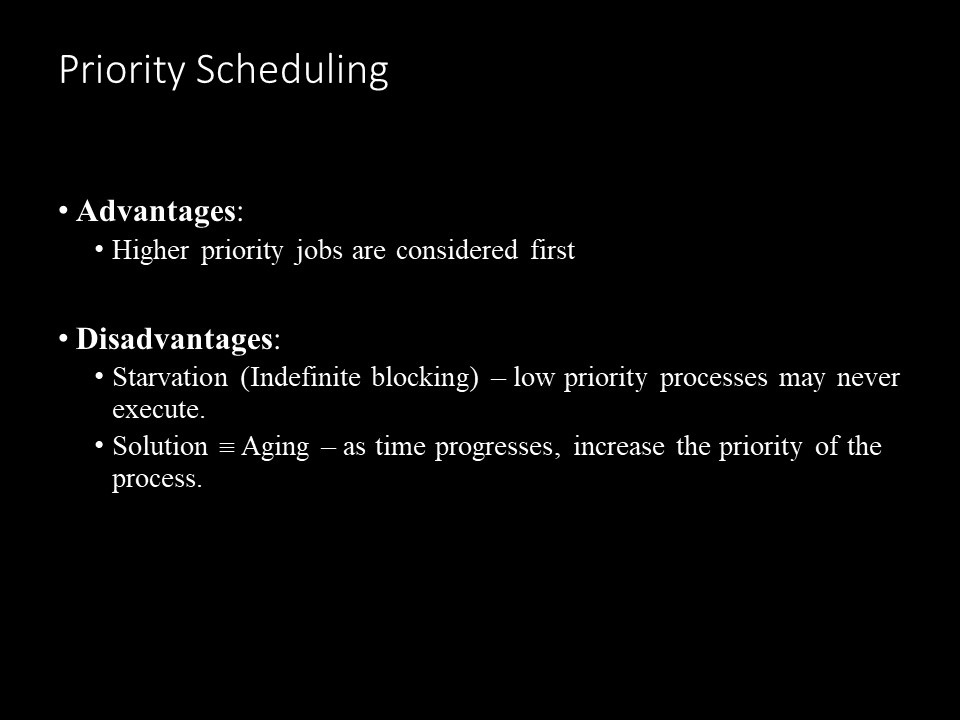 Priority Scheduling
• Advantages:
• Higher priority jobs are considered first
• Disadvantages:
• Starvation (Indefinite blocking) – low priority processes may never
execute.
• Solution ≡ Aging – as time progresses, increase the priority of the
process.